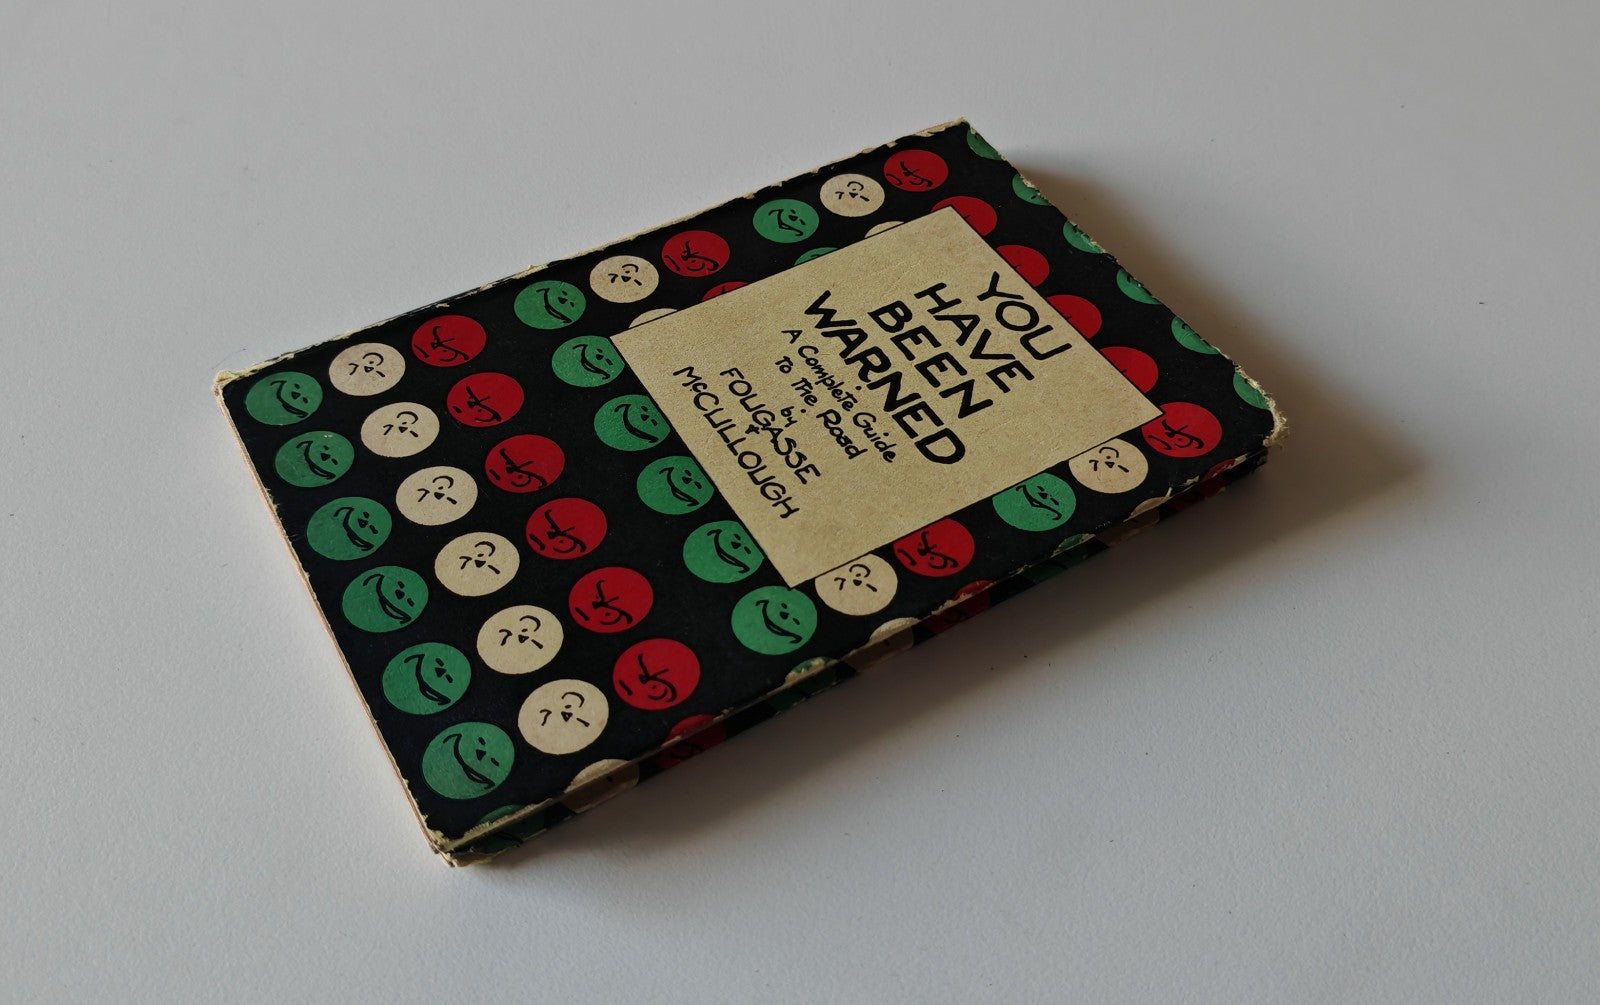 YOU
HAVE
BEEN
WARNED
A Complete Guide
To The Road
by
FOUGASSE
+
McCULLOUGH